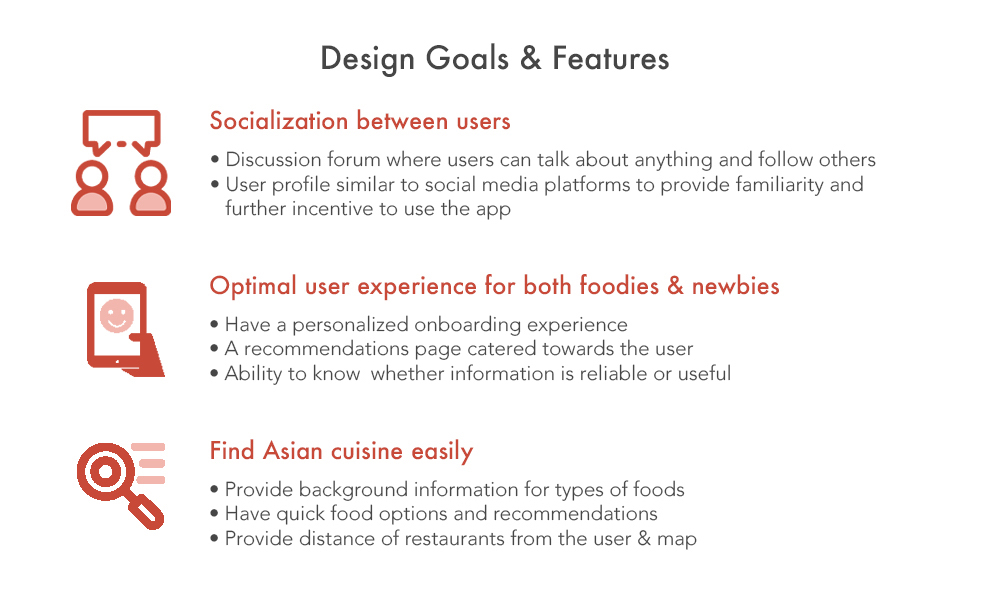 Design Goals & Features
Socialization between users
• Discussion forum where users can talk about anything and follow others
• User profile similar to social media platforms to provide familiarity and
further incentive to use the app
Optimal user experience for both foodies & newbies
• Have a personalized onboarding experience
• A recommendations page catered towards the user
• Ability to know  whether information is reliable or useful
Find Asian cuisine easily
• Provide background information for types of foods
• Have quick food options and recommendations
• Provide distance of restaurants from the user & map